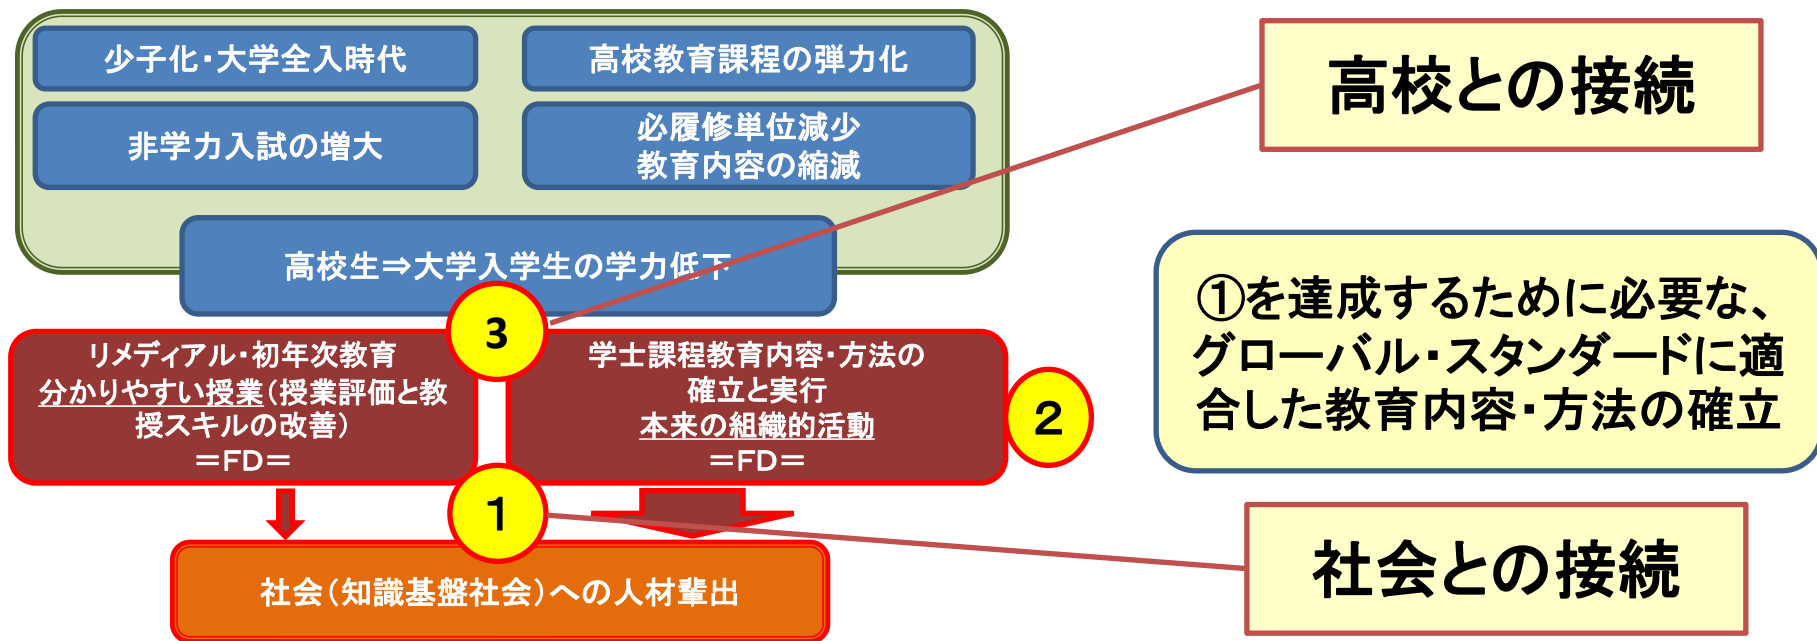 少子化・大学全入時代
高校教育課程の弾力化
非学力入試の増大
必履修単位減少
教育内容の縮減
高校生⇒大学入学生の学力低下
高校との接続
3
リメディアル・初年次教育
分かりやすい授業(授業評価と教
授スキルの改善)
=FD=
学士課程教育内容・方法の
確立と実行
本来の組織的活動
=FD=
2
①を達成するために必要な、
グローバル・スタンダードに適
合した教育内容・方法の確立
1
社会(知識基盤社会)への人材輩出
社会との接続